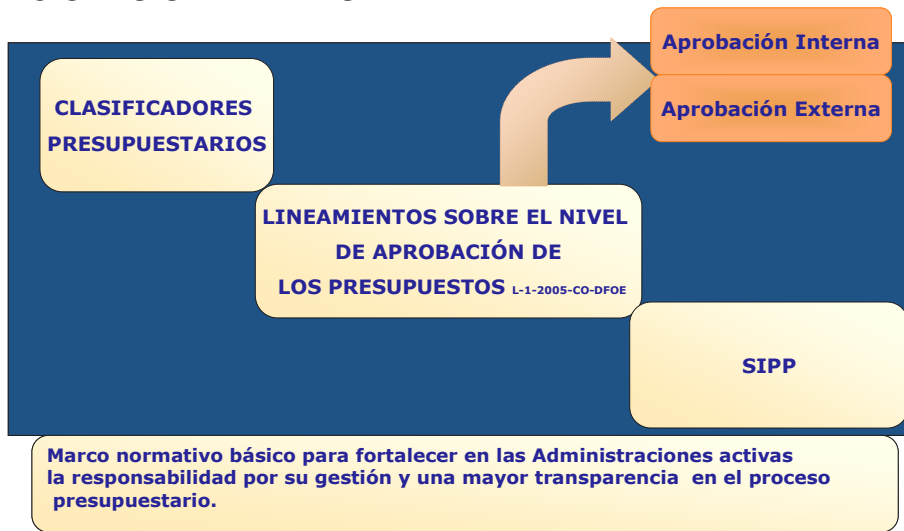 Aprobación Interna
Aprobación Externa
CLASIFICADORES
PRESUPUESTARIOS
LINEAMIENTOS SOBRE EL NIVEL
DE APROBACIÓN DE
LOS PRESUPUESTOS L-1-2005-CO-DFOE
SIPP
Marco normativo básico para fortalecer en las Administraciones activas
la responsabilidad por su gestión y una mayor transparencia en el proceso
presupuestario.